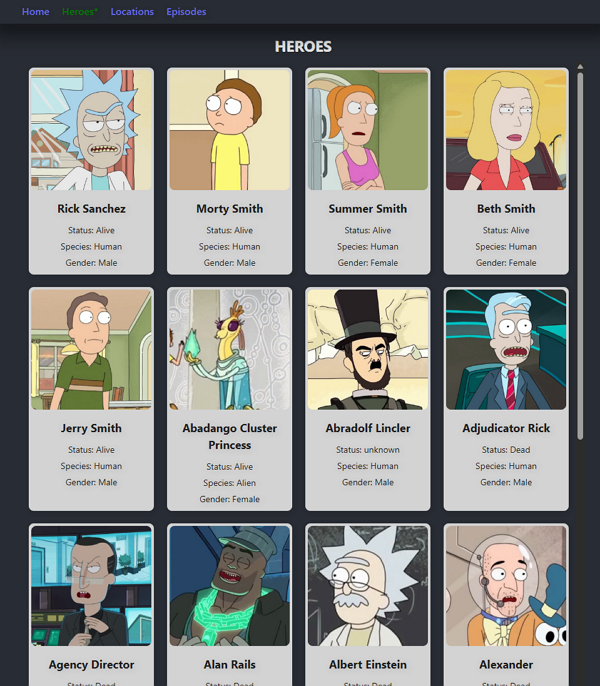 Home Heroes* Locations Episodes
HEROES
Rick Sanchez
Status: Alive
Species: Human
Gender: Male
Morty Smith
Status: Alive
Species: Human
Gender: Male
Summer Smith
Status: Alive
Species: Human
Gender: Female
Beth Smith
Status: Alive
Species: Human
Gender: Female
Jerry Smith
Status: Alive
Species: Human
Gender: Male
Abadango Cluster
Princess
Status: Alive
Species: Alien
Gender: Female
Abradolf Lincler
Status: unknown
Species: Human
Gender: Male
Adjudicator Rick
Status: Dead
Species: Human
Gender: Male
Agency Director
Status: Dead
Alan Rails
Status: Dead
Albert Einstein
Status: Dead
Alexander
Status: Dead